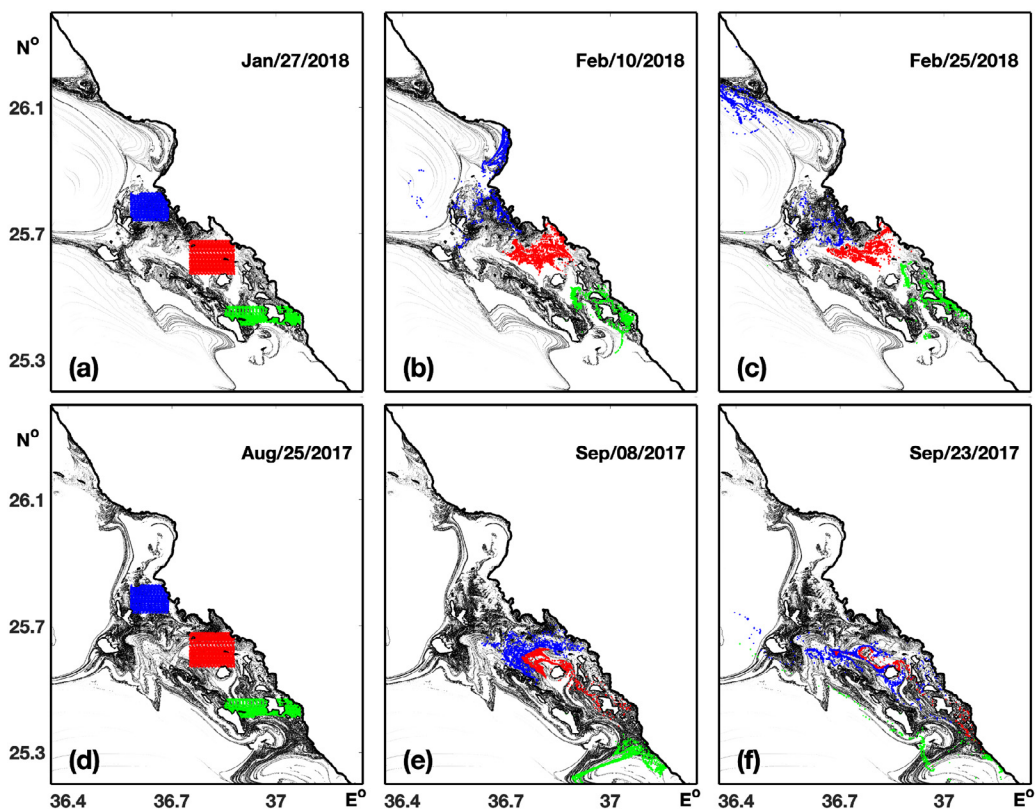 N°
Jan/27/2018
Feb/10/2018
Feb/25/2018
26.1
25.7
25.3
(a)
(b)
(c)
N°
Aug/25/2017
Sep/08/2017
Sep/23/2017
26.1
25.7
25.3
(d)
(e)
(f)
36.4 36.7 37 E°
36.4 36.7 37 E°
36.4 36.7 37 E°